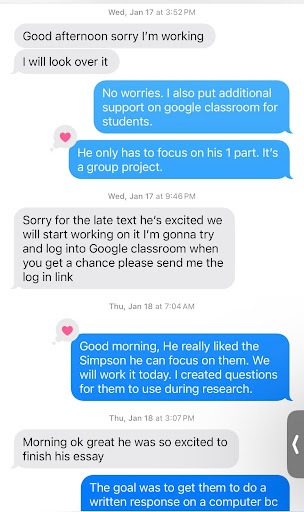 Wed, Jan 17 at 3:52 PM
Good afternoon sorry I'm working
I will look over it
No worries. I also put additional
support on google classroom for
students.
He only has to focus on his 1 part. It's
a group project.
Wed, Jan 17 at 9:46 PM
Sorry for the late text he's excited we
will start working on it I'm gonna try
and log into Google classroom when
you get a chance please send me the
log in link
Thu, Jan 18 at 7:04 AM
Good morning, He really liked the
Simpson he can focus on them. We
will work it today. I created questions
for them to use during research.
Thu, Jan 18 at 3:07 PM
Morning ok great he was so excited to
finish his essay
The goal was to get them to do a
written response on a computer bc